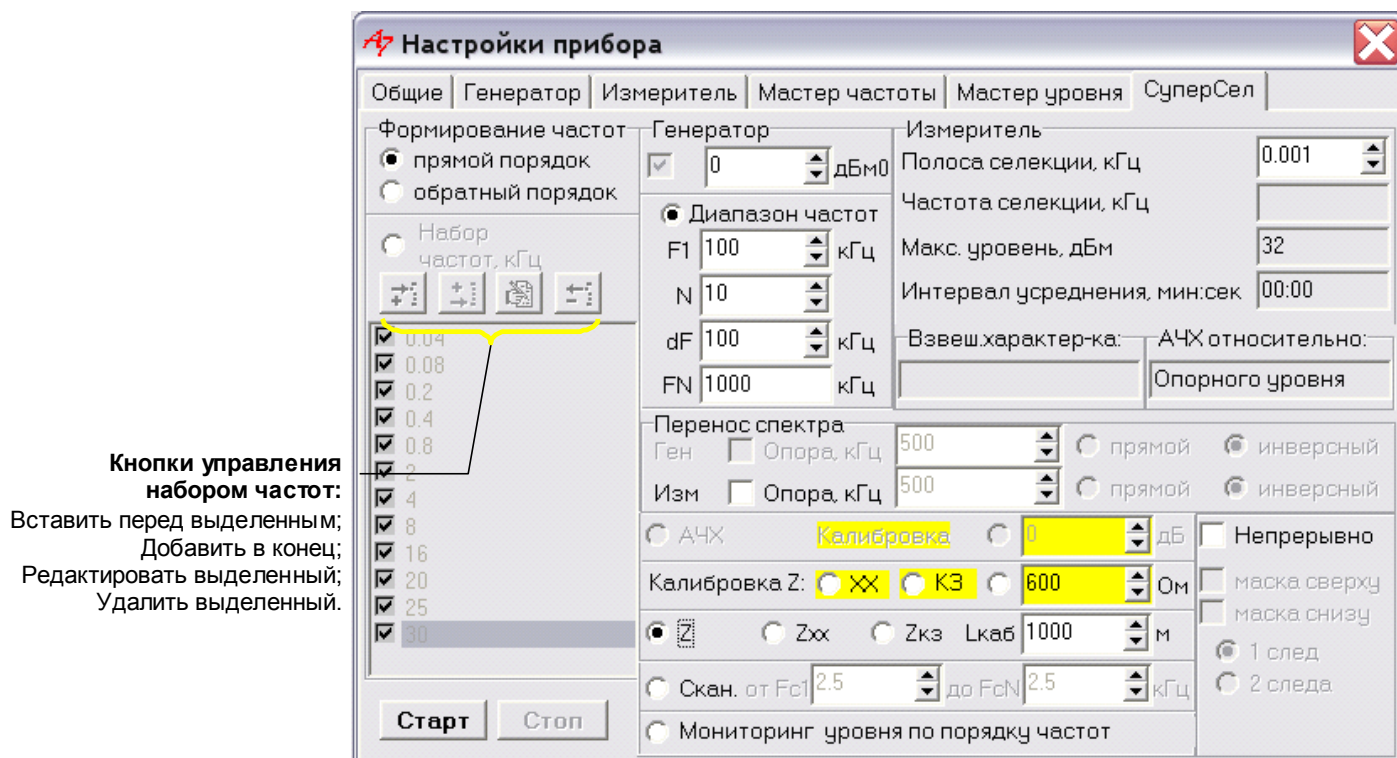 A7 Настройки прибора
Общие Генератор Измеритель Мастер частоты Мастер уровня СуперСел
Формирование частот
прямой порядок
обратный порядок
Набор
частот, кГц
0.04
0.08
0.2
0.4
0.8
2
4
8
16
20
25
30
Старт Стоп
Генератор
0 дБм0
Диапазон частот
F1 100 кГц
N 10
dF 100 кГц
FN 1000 кГц
Измеритель
Полоса селекции, кГц 0.001
Частота селекции, кГц
Макс. уровень, дБм 32
Интервал усреднения, мин:сек 00:00
Взвеш.характер-ка:
АЧХ относительно:
Опорного уровня
Перенос спектра
Ген Опора, кГц 500 прямой инверсный
Изм Опора, кГц 500 прямой инверсный
АЧХ Калибровка 0 дБ
Калибровка Z: XX КЗ 600 Ом
Z Zxx Zкз Lкаб 1000 м
Скан. от Fc1 2.5 до FcN 2.5 кГц
Мониторинг уровня по порядку частот
Непрерывно
маска сверху
маска снизу
1 след
2 следа
Кнопки управления
набором частот:
Вставить перед выделенным;
Добавить в конец;
Редактировать выделенный;
Удалить выделенный.